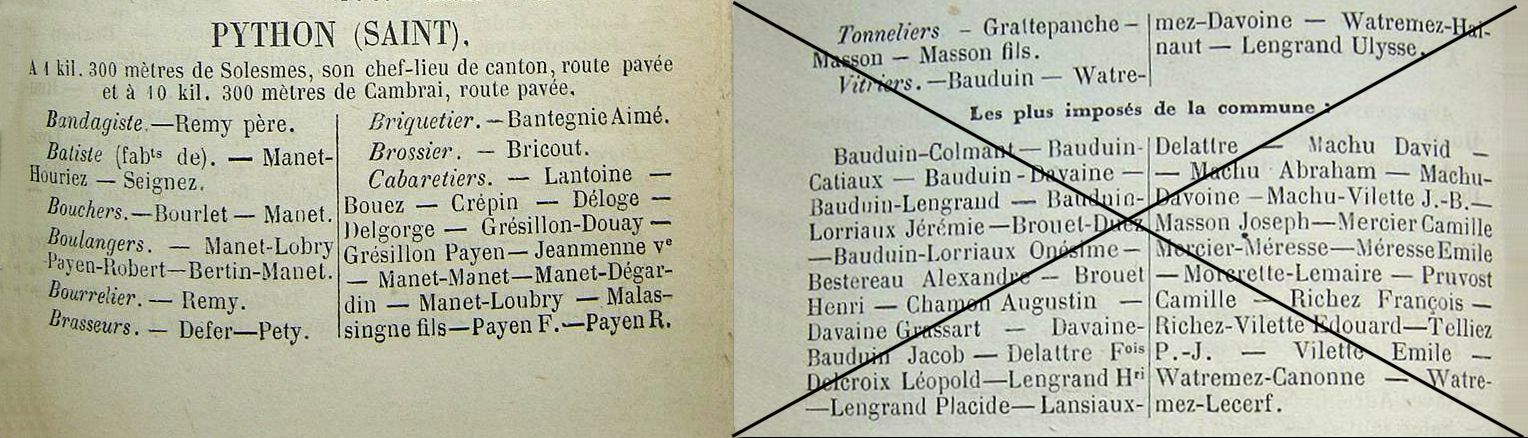 PYTHON (SAINT).
A 1 kil. 300 mètres de Solesmes, son chef-lieu de canton, route pavée
et à 10 kil. 300 mètres de Cambrai, route pavée.
Bandagiste.—Remy père.
Batiste (fabts de). — Manet-
Houriez — Seignez.
Bouchers.—Bourlet — Manet.
Boulangers. — Manet-Lobry
Payen-Robert—Bertin-Manet.
Bourrelier. — Remy.
Brasseurs. — Defer—Pety.
Briquetier. — Bantegnie Aimé.
Brossier. — Bricout.
Cabaretiers. — Lantoine —
Bouez — Crépin — Déloge —
Delgorge — Grésillon-Douay —
Grésillon Payen— Jeanmenne ve
— Manet-Manet—Manet-Dégar-
din — Manet-Loubry — Malas-
singne fils—Payen F.—Payen R.
Tonneliers — Grattepanche —
Masson — Masson fils.
Vitriers. —Bauduin — Watre-
mez-Davoine — Watremez-Hai-
naut — Lengrand Ulysse.
Les plus imposés de la commune :
Bauduin-Colmant — Bauduin-
Catiaux — Bauduin-Davaine —
Bauduin-Lengrand — Bauduin-
Lorriaux Jérémie—Brouet-Duez
—Bauduin-Lorriaux Onésime —
Bestereau Alexandre — Brouet
Henri — Chamon Augustin —
Davaine Grassart — Davaine-
Bauduin Jacob — Delattre Fois
Delcroix Léopold—Lengrand Hri
—Lengrand Placide— Lansiaux-
Delattre — Machu David —
— Machu Abraham — Machu-
Davoine —Machu-Vilette J.-B.—
Masson Joseph—Mercier Camille
Mercier-Méresse—Méresse Emile
— Morcrette-Lemaire — Pruvost
Camille — Richez François —
Richez-Vilette Edouard—Telliez
P.-J. — Vilette Emile —
Watremez-Canonne — Watre-
mez-Lecerf.